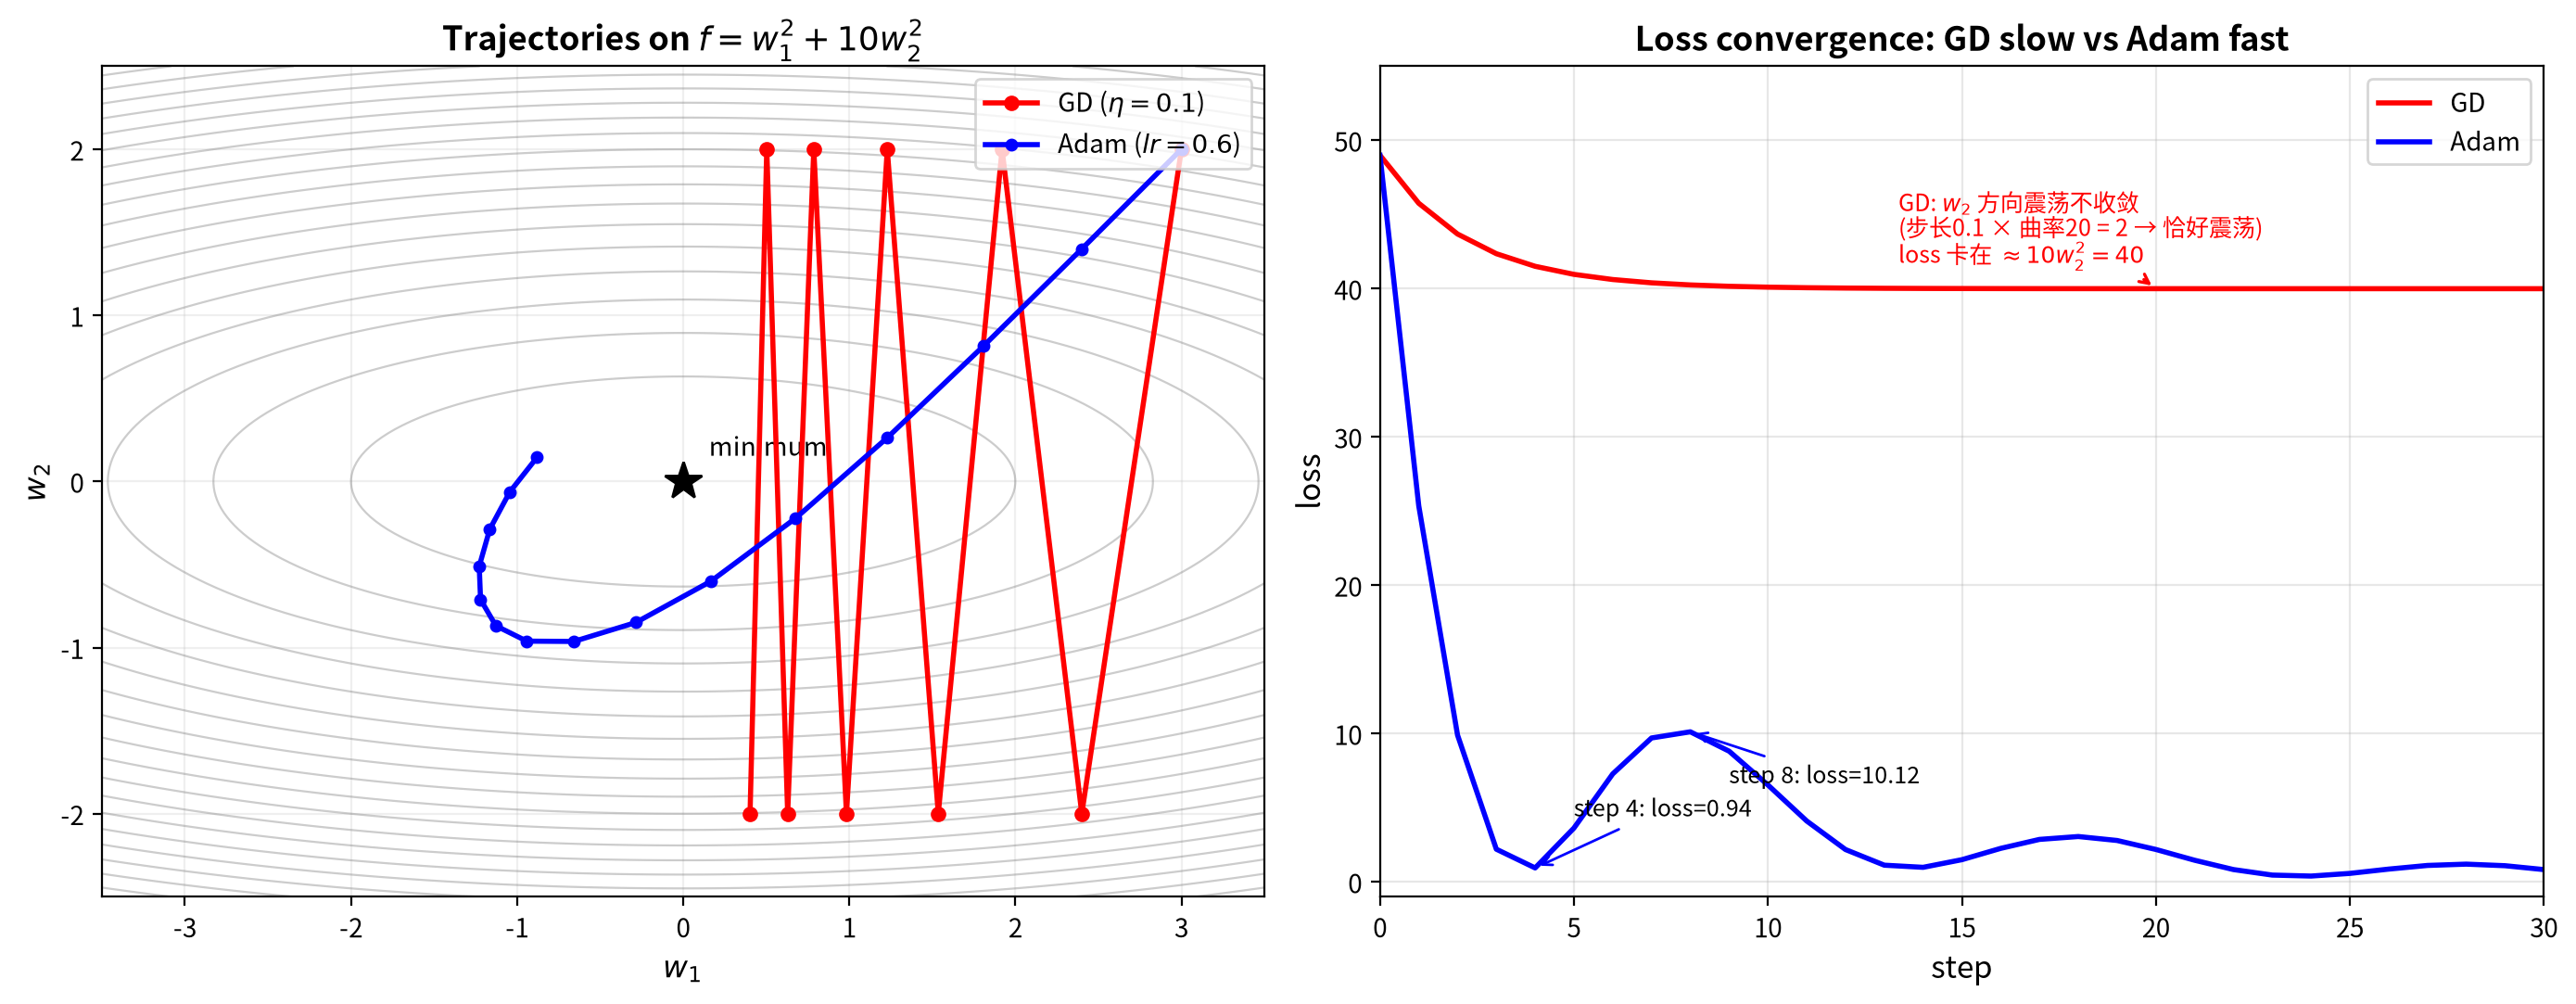 Trajectories on f = w₁² + 10w₂²
GD (η = 0.1)
Adam (lr = 0.6)
minimum
2
1
0
-1
-2
w₂
-3
-2
-1
0
1
2
3
w₁
Loss convergence: GD slow vs Adam fast
GD
Adam
GD: w₂ 方向震荡不收敛
(步长0.1 × 曲率20 = 2 → 恰好震荡)
loss 卡在 ≈ 10w₂² = 40
step 8: loss=10.12
step 4: loss=0.94
50
40
30
20
10
0
loss
0
5
10
15
20
25
30
step